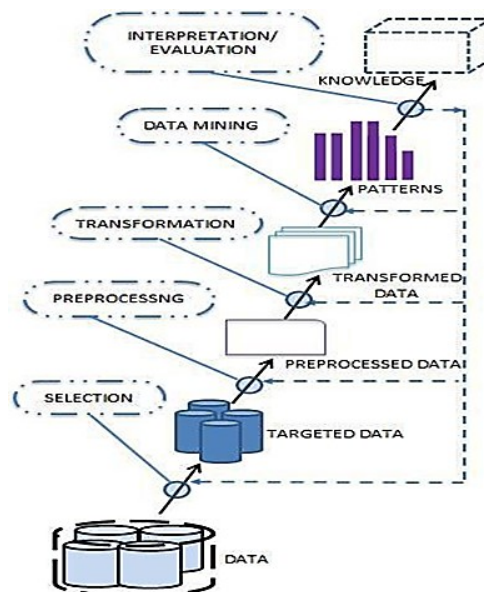 INTERPRETATION/
EVALUATION
KNOWLEDGE
DATA MINING
PATTERNS
TRANSFORMATION
TRANSFORMED
DATA
PREPROCESSNG
PREPROCESSED DATA
SELECTION
TARGETED DATA
DATA